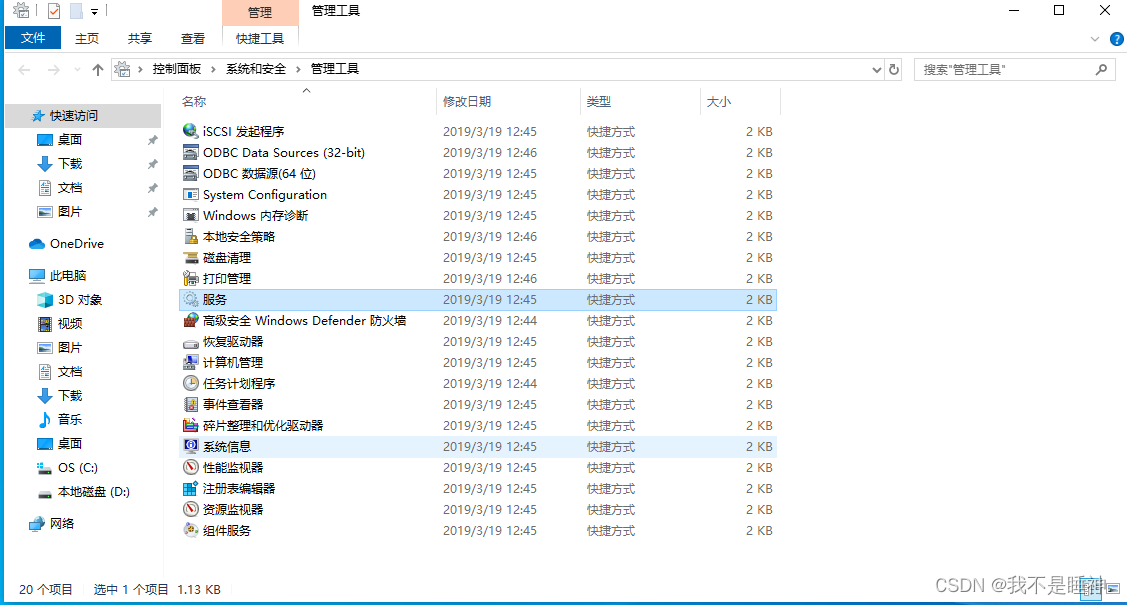 管理 管理工具
文件 主页 共享 查看 快捷工具
控制面板 系统和安全 管理工具 搜索"管理工具"
名称 修改日期 类型 大小
快速访问
桌面
下载
文档
图片
OneDrive
此电脑
3D 对象
视频
图片
文档
下载
音乐
桌面
OS (C:)
本地磁盘 (D:)
网络
iSCSI 发起程序 2019/3/19 12:45 快捷方式 2 KB
ODBC Data Sources (32-bit) 2019/3/19 12:46 快捷方式 2 KB
ODBC 数据源(64 位) 2019/3/19 12:45 快捷方式 2 KB
System Configuration 2019/3/19 12:45 快捷方式 2 KB
Windows 内存诊断 2019/3/19 12:45 快捷方式 2 KB
本地安全策略 2019/3/19 12:46 快捷方式 2 KB
磁盘清理 2019/3/19 12:45 快捷方式 2 KB
打印管理 2019/3/19 12:46 快捷方式 2 KB
服务 2019/3/19 12:45 快捷方式 2 KB
高级安全 Windows Defender 防火墙 2019/3/19 12:44 快捷方式 2 KB
恢复驱动器 2019/3/19 12:45 快捷方式 2 KB
计算机管理 2019/3/19 12:45 快捷方式 2 KB
任务计划程序 2019/3/19 12:44 快捷方式 2 KB
事件查看器 2019/3/19 12:45 快捷方式 2 KB
碎片整理和优化驱动器 2019/3/19 12:45 快捷方式 2 KB
系统信息 2019/3/19 12:45 快捷方式 2 KB
性能监视器 2019/3/19 12:45 快捷方式 2 KB
注册表编辑器 2019/3/19 12:45 快捷方式 2 KB
资源监视器 2019/3/19 12:45 快捷方式 2 KB
组件服务 2019/3/19 12:45 快捷方式 2 KB
20 个项目 选中 1 个项目 1.13 KB
CSDN @我不是睡神